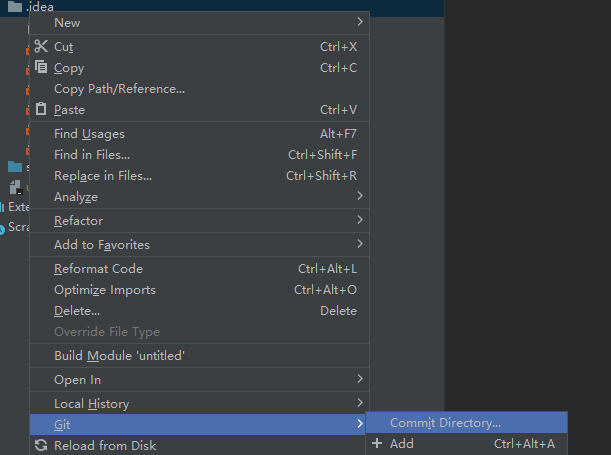 .idea
New
Cut Ctrl+X
Copy Ctrl+C
Copy Path/Reference...
Paste Ctrl+V
Find Usages Alt+F7
Find in Files... Ctrl+Shift+F
Replace in Files... Ctrl+Shift+R
Analyze
Refactor
Add to Favorites
Reformat Code Ctrl+Alt+L
Optimize Imports Ctrl+Alt+O
Delete... Delete
Override File Type
Build Module 'untitled'
Open In
Local History
Git
Commit Directory...
Reload from Disk
Add Ctrl+Alt+A
s
Exte
Scra